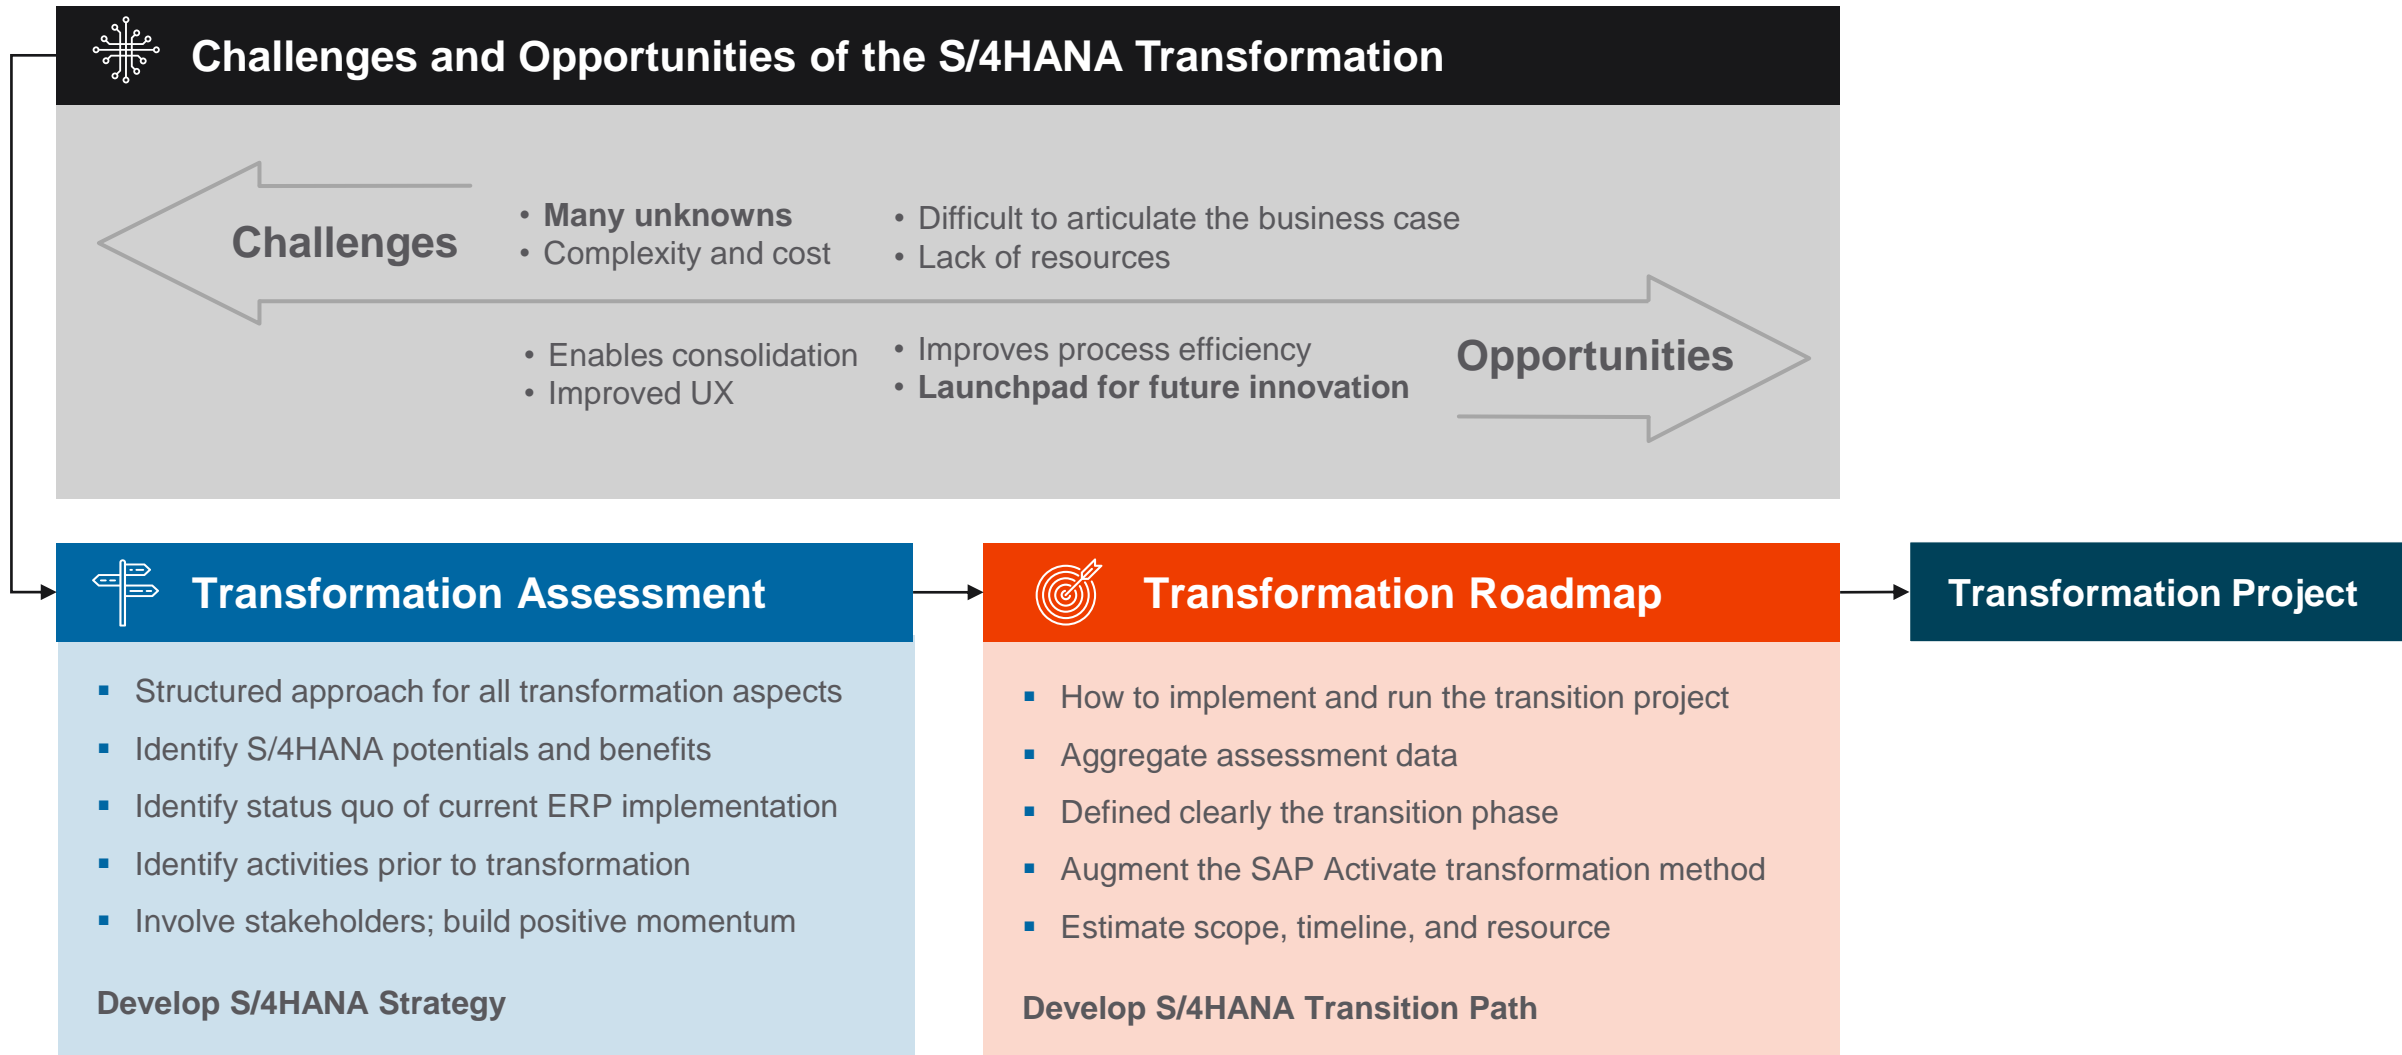 Challenges and Opportunities of the S/4HANA Transformation
Challenges
• Many unknowns
• Complexity and cost
• Difficult to articulate the business case
• Lack of resources
• Enables consolidation
• Improved UX
• Improves process efficiency
• Launchpad for future innovation
Opportunities
Transformation Assessment
▪ Structured approach for all transformation aspects
▪ Identify S/4HANA potentials and benefits
▪ Identify status quo of current ERP implementation
▪ Identify activities prior to transformation
▪ Involve stakeholders; build positive momentum
Develop S/4HANA Strategy
Transformation Roadmap
▪ How to implement and run the transition project
▪ Aggregate assessment data
▪ Defined clearly the transition phase
▪ Augment the SAP Activate transformation method
▪ Estimate scope, timeline, and resource
Develop S/4HANA Transition Path
Transformation Project